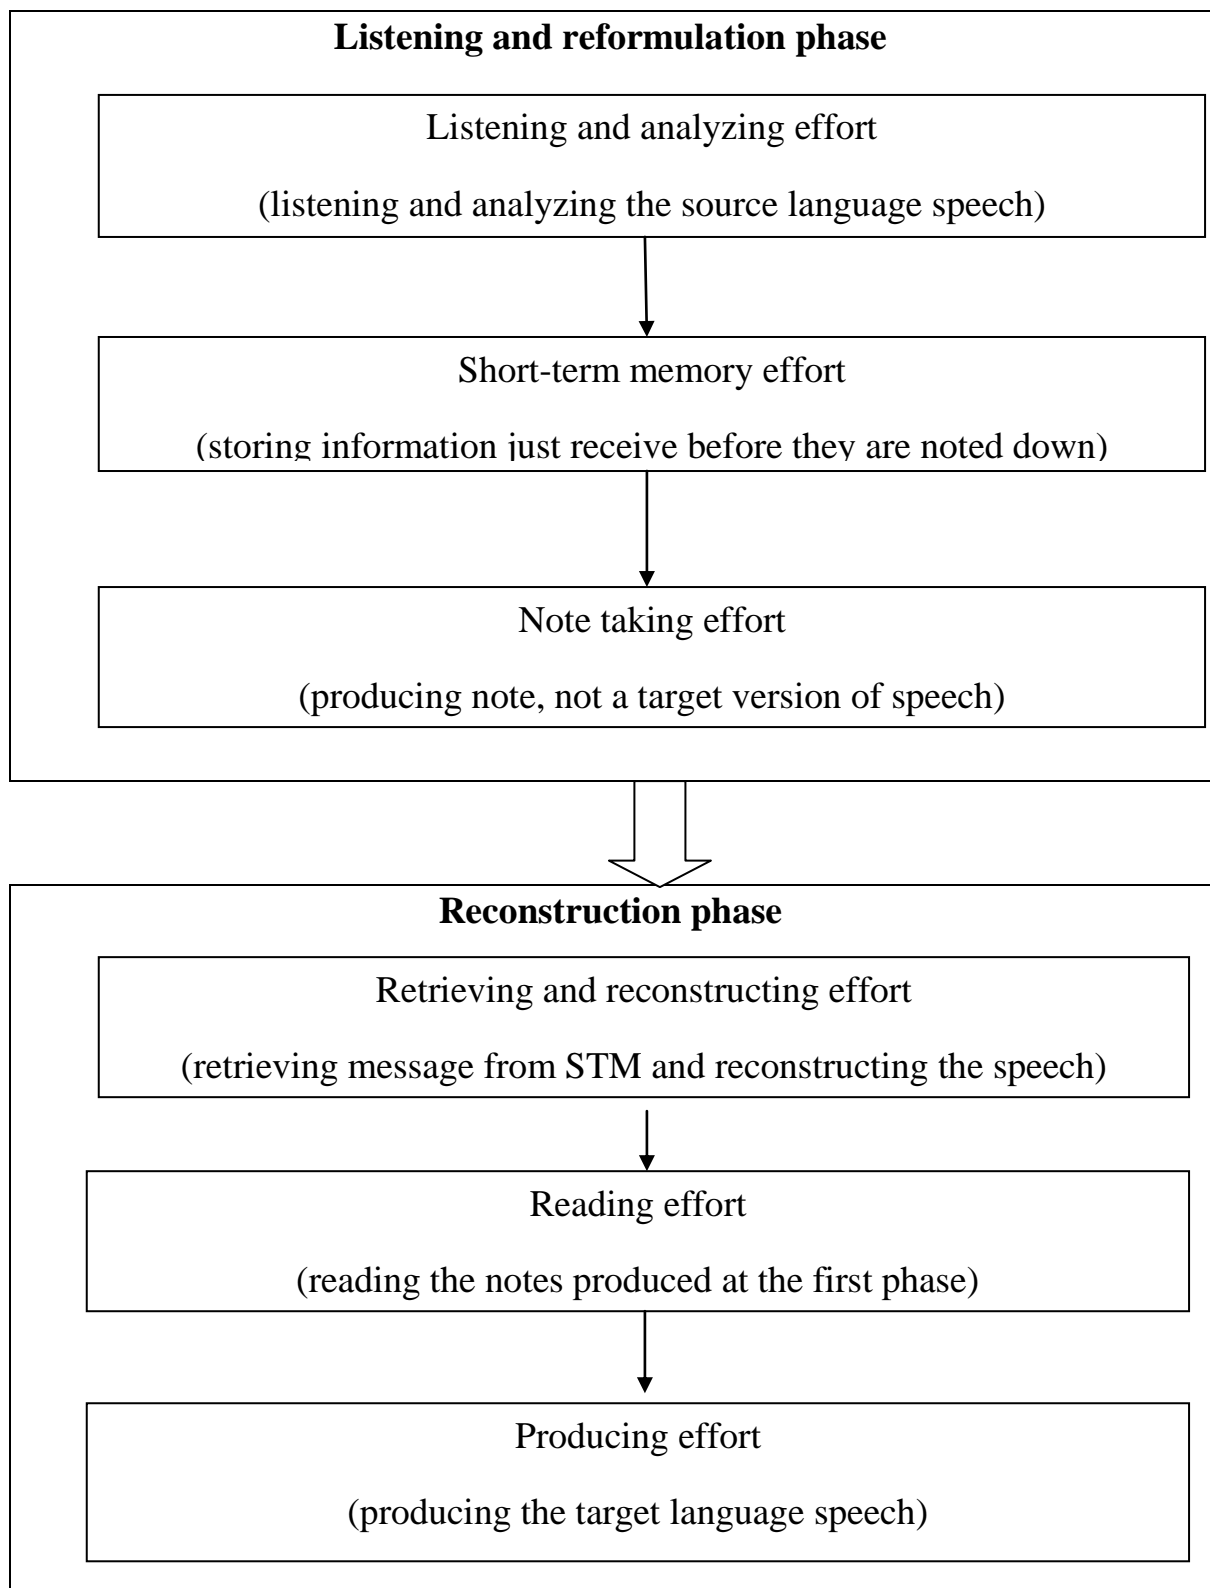 Listening and reformulation phase
Listening and analyzing effort
(listening and analyzing the source language speech)
Short-term memory effort
(storing information just receive before they are noted down)
Note taking effort
(producing note, not a target version of speech)
Reconstruction phase
Retrieving and reconstructing effort
(retrieving message from STM and reconstructing the speech)
Reading effort
(reading the notes produced at the first phase)
Producing effort
(producing the target language speech)